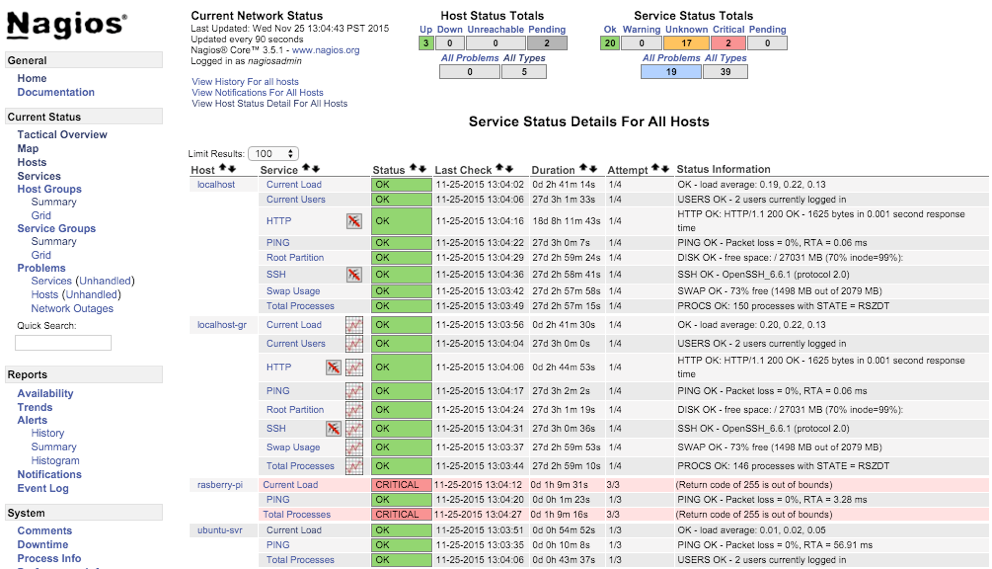 Nagios®
General
Home
Documentation
Current Status
Tactical Overview
Map
Hosts
Services
Host Groups
Summary
Grid
Service Groups
Summary
Grid
Problems
Services (Unhandled)
Hosts (Unhandled)
Network Outages
Quick Search:
Reports
Availability
Trends
Alerts
History
Summary
Histogram
Notifications
Event Log
System
Comments
Downtime
Process Info
Current Network Status
Last Updated: Wed Nov 25 13:04:43 PST 2015
Updated every 90 seconds
Nagios® Core™ 3.5.1 - www.nagios.org
Logged in as nagiosadmin
View History For all hosts
View Notifications For All Hosts
View Host Status Detail For All Hosts
Host Status Totals
Up Down Unreachable Pending
3 0 0 2
All Problems All Types
0 5
Service Status Totals
Ok Warning Unknown Critical Pending
20 0 17 2 0
All Problems All Types
19 39
Service Status Details For All Hosts
Limit Results: 100
Host Service Status Last Check Duration Attempt Status Information
localhost Current Load OK 11-25-2015 13:04:02 0d 2h 41m 14s 1/4 OK - load average: 0.19, 0.22, 0.13
Current Users OK 11-25-2015 13:04:06 27d 3h 1m 33s 1/4 USERS OK - 2 users currently logged in
HTTP OK 11-25-2015 13:04:16 18d 8h 11m 43s 1/4 HTTP OK: HTTP/1.1 200 OK - 1625 bytes in 0.001 second response
time
PING OK 11-25-2015 13:04:22 27d 3h 0m 7s 1/4 PING OK - Packet loss = 0%, RTA = 0.06 ms
Root Partition OK 11-25-2015 13:04:29 27d 2h 59m 24s 1/4 DISK OK - free space: / 27031 MB (70% inode=99%):
SSH OK 11-25-2015 13:04:36 27d 2h 58m 41s 1/4 SSH OK - OpenSSH_6.6.1 (protocol 2.0)
Swap Usage OK 11-25-2015 13:03:42 27d 2h 57m 58s 1/4 SWAP OK - 73% free (1498 MB out of 2079 MB)
Total Processes OK 11-25-2015 13:03:49 27d 2h 57m 15s 1/4 PROCS OK: 150 processes with STATE = RSZDT
localhost-gr Current Load OK 11-25-2015 13:03:56 0d 2h 41m 30s 1/4 OK - load average: 0.20, 0.22, 0.13
Current Users OK 11-25-2015 13:04:04 27d 3h 0m 0s 1/4 USERS OK - 2 users currently logged in
HTTP OK 11-25-2015 13:04:06 0d 2h 44m 53s 1/4 HTTP OK: HTTP/1.1 200 OK - 1625 bytes in 0.001 second response
time
PING OK 11-25-2015 13:04:17 27d 3h 2m 2s 1/4 PING OK - Packet loss = 0%, RTA = 0.06 ms
Root Partition OK 11-25-2015 13:04:24 27d 3h 1m 19s 1/4 DISK OK - free space: / 27031 MB (70% inode=99%):
SSH OK 11-25-2015 13:04:31 27d 3h 0m 36s 1/4 SSH OK - OpenSSH_6.6.1 (protocol 2.0)
Swap Usage OK 11-25-2015 13:03:37 27d 2h 59m 53s 1/4 SWAP OK - 73% free (1498 MB out of 2079 MB)
Total Processes OK 11-25-2015 13:03:44 27d 2h 59m 10s 1/4 PROCS OK: 146 processes with STATE = RSZDT
rasberry-pi Current Load CRITICAL 11-25-2015 13:04:12 0d 1h 9m 31s 3/3 (Return code of 255 is out of bounds)
PING OK 11-25-2015 13:04:20 0d 0h 1m 23s 1/3 PING OK - Packet loss = 0%, RTA = 3.28 ms
Total Processes CRITICAL 11-25-2015 13:04:27 0d 1h 9m 16s 3/3 (Return code of 255 is out of bounds)
ubuntu-svr Current Load OK 11-25-2015 13:03:51 0d 0h 54m 52s 1/3 OK - load average: 0.01, 0.02, 0.05
PING OK 11-25-2015 13:03:35 0d 0h 10m 8s 1/3 PING OK - Packet loss = 0%, RTA = 56.91 ms
Total Processes OK 11-25-2015 13:04:06 0d 0h 43m 37s 1/3 USERS OK - 2 users currently logged in